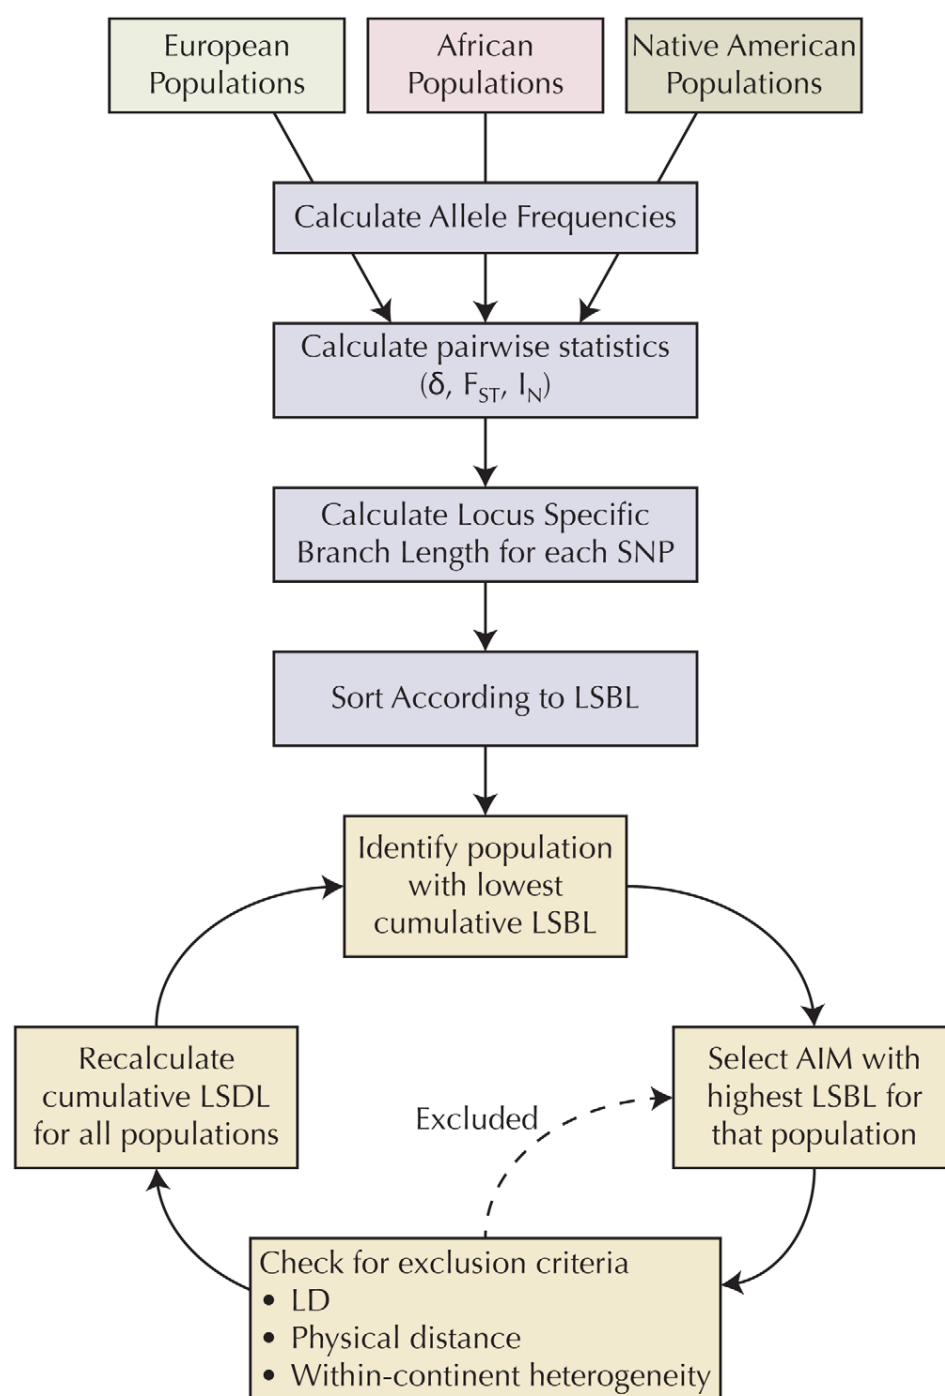 European
Populations
African
Populations
Native American
Populations
Calculate Allele Frequencies
Calculate pairwise statistics
(δ, F_ST, I_N)
Calculate Locus Specific
Branch Length for each SNP
Sort According to LSBL
Identify population
with lowest
cumulative LSBL
Select AIM with
highest LSBL for
that population
Excluded
Recalculate
cumulative LSDL
for all populations
Check for exclusion criteria
• LD
• Physical distance
• Within-continent heterogeneity